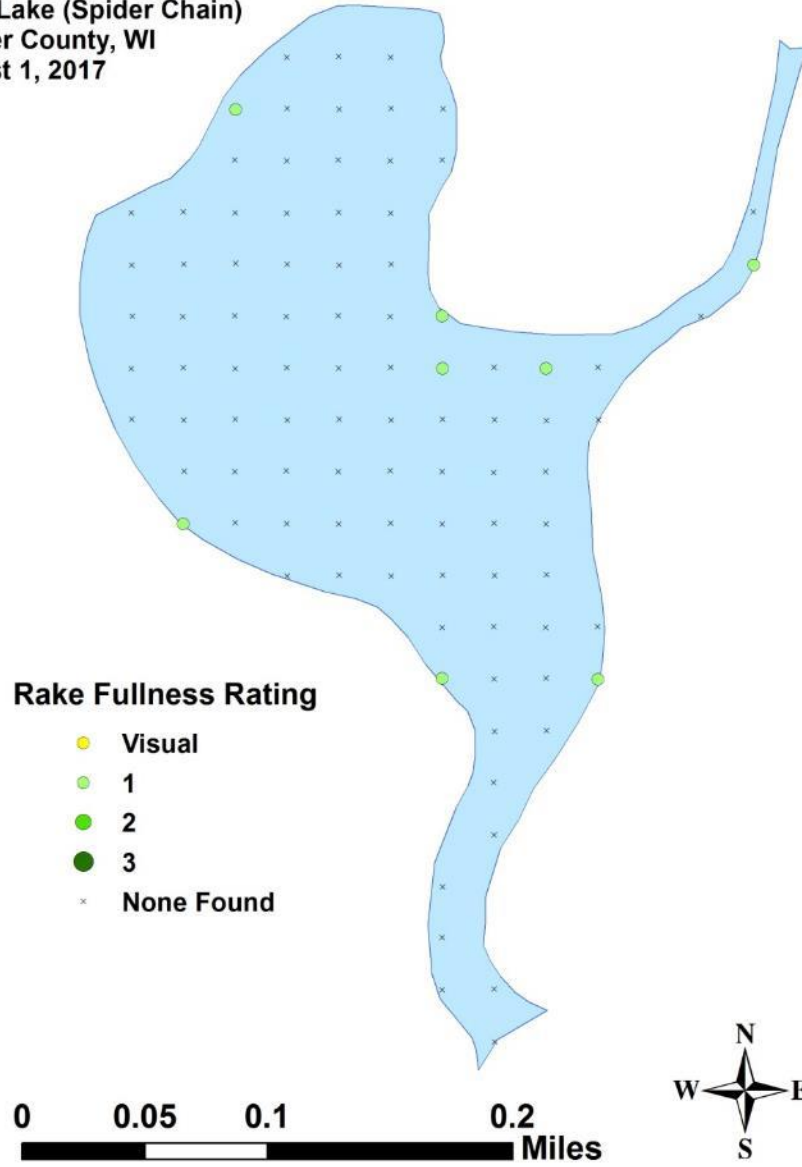 Lake (Spider Chain)
County, WI
1, 2017
Rake Fullness Rating
Visual
1
2
3
None Found
N
W E
S
0 0.05 0.1 0.2
Miles